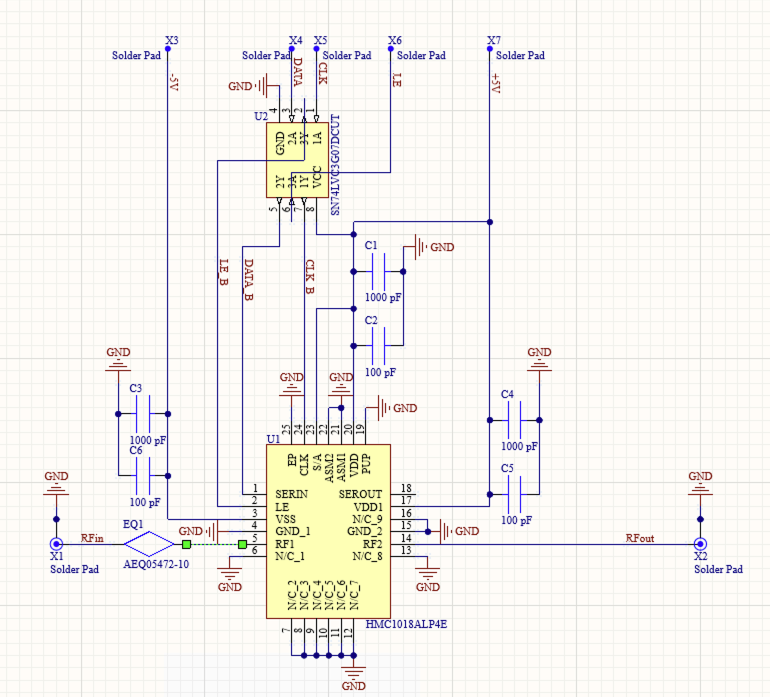 X3
X4
X5
X6
X7
Solder Pad
Solder Pad
Solder Pad
Solder Pad
Solder Pad
-5V
DATA
CLK
LE
+5V
GND
4
3
2
1
U2
GND
2A
3Y
1A
2Y
3A
1Y
VCC
SN74LVC3G07DCUT
5
6
7
8
LE_B
DATA_B
CLK_B
C1
GND
1000 pF
C2
100 pF
GND
C3
1000 pF
C6
100 pF
GND
GND
GND
GND
C4
1000 pF
C5
100 pF
25
24
23
22
21
20
19
U1
EP
CLK
S/A
ASM2
ASM1
VDD
PUP
1
2
3
4
5
6
SERIN
LE
VSS
GND_1
RF1
N/C_1
SEROUT
VDD1
N/C_9
GND_2
RF2
N/C_8
18
17
16
15
14
13
GND
GND
GND
GND
GND
GND
RFin
EQ1
X1
Solder Pad
AEQ05472-10
RFout
X2
Solder Pad
N/C_2
N/C_3
N/C_4
N/C_5
N/C_6
N/C_7
HMC1018ALP4E
7
8
9
10
11
12
GND